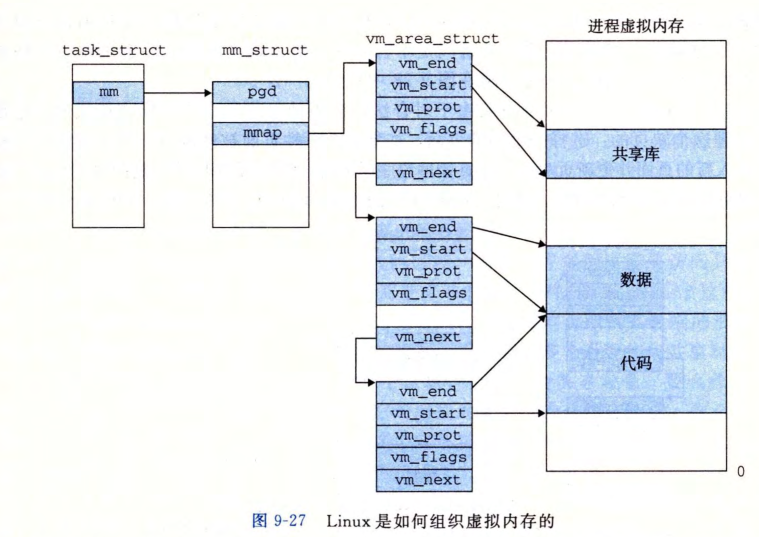 进程虚拟内存
task_struct
mm_struct
vm_area_struct
mm
pgd
mmap
vm_end
vm_start
vm_prot
vm_flags
vm_next
vm_end
vm_start
vm_prot
vm_flags
vm_next
vm_end
vm_start
vm_prot
vm_flags
vm_next
共享库
数据
代码
0
图 9-27 Linux 是如何组织虚拟内存的